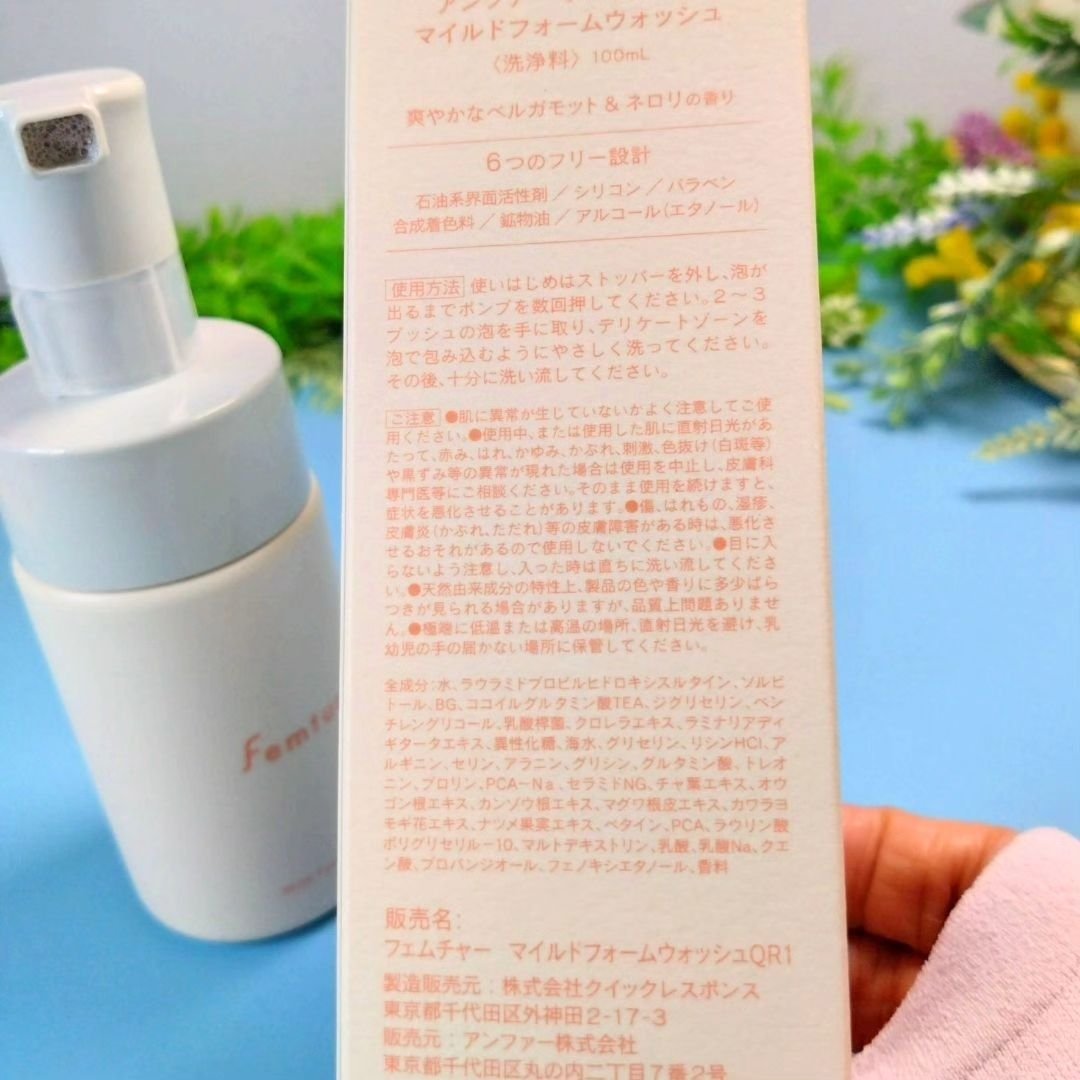 アンファー
マイルドフォームウォッシュ
〈洗浄料〉100mL
爽やかなベルガモット & ネロリの香り
6つのフリー設計
石油系界面活性剤／シリコン／パラベン
合成着色料／鉱物油／アルコール（エタノール）
使用方法 使いはじめはストッパーを外し、泡が
出るまでポンプを数回押してください。2～3
プッシュの泡を手に取り、デリケートゾーンを
泡で包み込むようにやさしく洗ってください。
その後、十分に洗い流してください。
ご注意 ●肌に異常が生じていないかよく注意してご使
用ください。●使用中、または使用した肌に直射日光があ
たって、赤み、はれ、かゆみ、かぶれ、刺激、色抜け（白斑等）
や黒ずみ等の異常が現れた場合は使用を中止し、皮膚科
専門医等にご相談ください。そのまま使用を続けますと、
症状を悪化させることがあります。●傷、はれもの、湿疹、
皮膚炎（かぶれ、ただれ）等の皮膚障害がある時は、悪化さ
せるおそれがあるので使用しないでください。●目に入
らないよう注意し、入った時は直ちに洗い流してくださ
い。●天然由来成分の特性上、製品の色や香りに多少ばら
つきが見られる場合がありますが、品質上問題ありませ
ん。●極端に低温または高温の場所、直射日光を避け、乳
幼児の手の届かない場所に保管してください。
全成分：水、ラウラミドプロピルヒドロキシスルタイン、ソルビ
トール、BG、ココイルグルタミン酸TEA、ジグリセリン、ペン
チレングリコール、乳酸桿菌、クロレラエキス、ラミナリアディ
ギタータエキス、異性化糖、海水、グリセリン、リシンHCl、ア
ルギニン、セリン、アラニン、グリシン、グルタミン酸、トレオ
ニン、プロリン、PCA－Na、セラミドNG、チャ葉エキス、オウ
ゴン根エキス、カンゾウ根エキス、マグワ根皮エキス、カワラヨ
モギ花エキス、ナツメ果実エキス、ベタイン、PCA、ラウリン酸
ポリグリセリル－10、マルトデキストリン、乳酸、乳酸Na、クエ
ン酸、プロパンジオール、フェノキシエタノール、香料
販売名：
フェムチャー　マイルドフォームウォッシュQR1
製造販売元：株式会社クイックレスポンス
東京都千代田区外神田2-17-3
販売元：アンファー株式会社
東京都千代田区丸の内二丁目7番2号